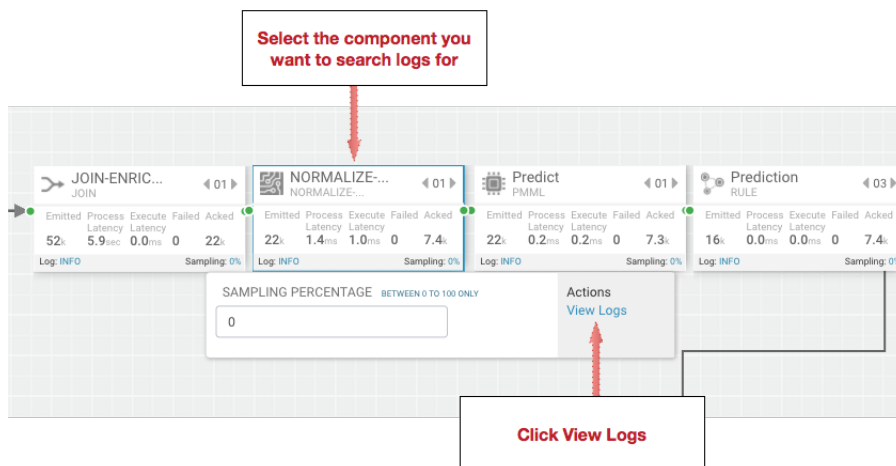 Select the component you
want to search logs for
JOIN-ENRIC...
JOIN
01
Emitted Process Latency Execute Latency Failed Acked
52k 5.9sec 0.0ms 0 22k
Log: INFO Sampling: 0%
NORMALIZE-...
NORMALIZE-...
01
Emitted Process Latency Execute Latency Failed Acked
22k 1.4ms 1.0ms 0 7.4k
Log: INFO Sampling: 0%
Predict
PMML
01
Emitted Process Latency Execute Latency Failed Acked
22k 0.2ms 0.2ms 0 7.3k
Log: INFO Sampling: 0%
Prediction
RULE
03
Emitted Process Latency Execute Latency Failed Acked
16k 0.0ms 0.0ms 0 7.4k
Log: INFO Sampling: 0%
SAMPLING PERCENTAGE BETWEEN 0 TO 100 ONLY
0
Actions
View Logs
Click View Logs